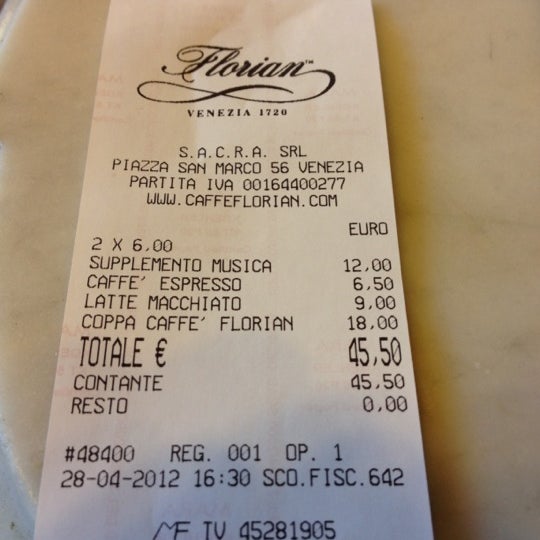 Florian™
VENEZIA 1720
S.A.C.R.A. SRL
PIAZZA SAN MARCO 56 VENEZIA
PARTITA IVA 00164400277
WWW.CAFFEFLORIAN.COM
EURO
2 X 6,00
SUPPLEMENTO MUSICA 12,00
CAFFE' ESPRESSO 6,50
LATTE MACCHIATO 9,00
COPPA CAFFE' FLORIAN 18,00
TOTALE € 45,50
CONTANTE 45,50
RESTO 0,00
#48400 REG. 001 OP. 1
28-04-2012 16:30 SCO.FISC.642
MF IV 45281905